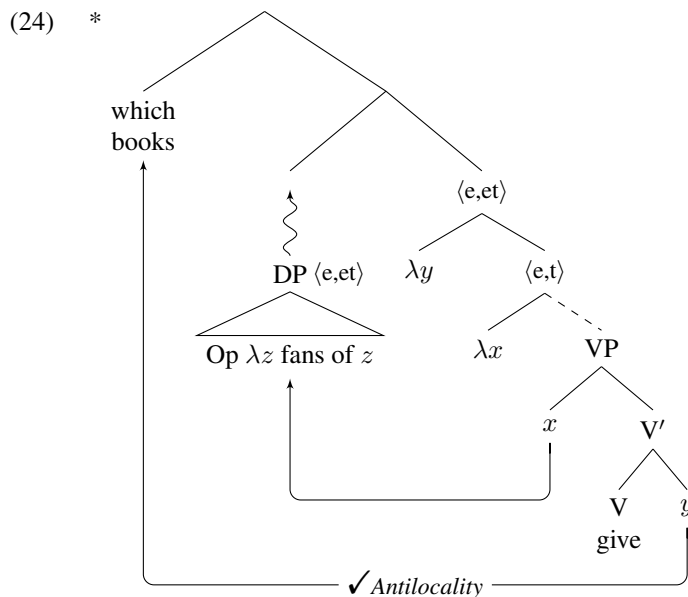 (24) *
which
books
⟨e,et⟩
DP ⟨e,et⟩
λy
⟨e,t⟩
Op λz fans of z
λx
VP
x
V′
V
y
give
✓Antilocality